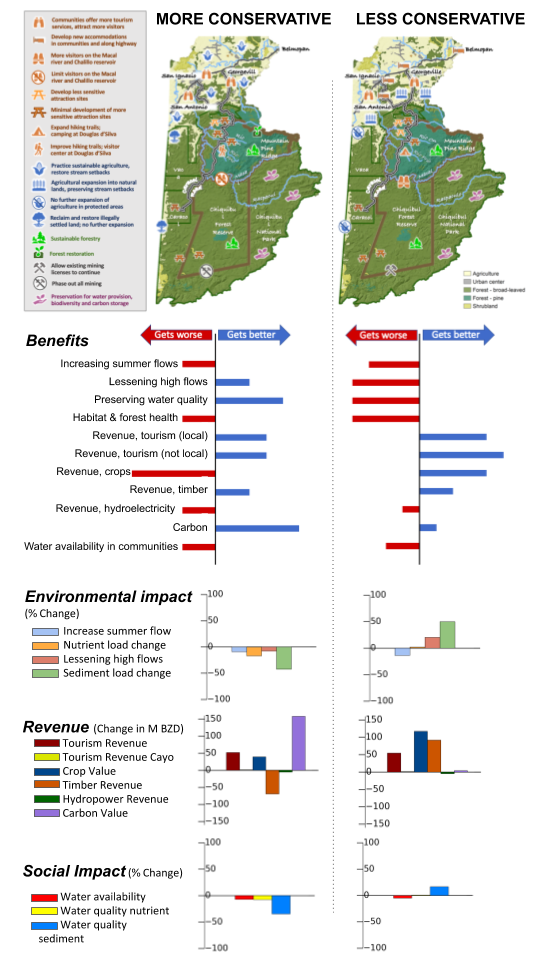 MORE CONSERVATIVE
LESS CONSERVATIVE
Communities offer more tourism
services, attract more visitors
Develop new accommodations
in communities and along highway
More visitors on the Macal
river and Chalillo reservoir
Limit visitors on the Macal
river and Chalillo reservoir
Develop less sensitive
attraction sites
Minimal development of more
sensitive attraction sites
Expand hiking trails;
camping at Douglas d'Silva
Improve hiking trails; visitor
center at Douglas d'Silva
Practice sustainable agriculture,
restore stream setbacks
Agricultural expansion into natural
lands, preserving stream setbacks
No further expansion of
agriculture in protected areas
Reclaim and restore illegally
settled land; no further expansion
Sustainable forestry
Forest restoration
Allow existing mining
licenses to continue
Phase out all mining
Preservation for water provision,
biodiversity and carbon storage
Belmopan
San Ignacio
Georgeville
San Antonio
Mountain
Pine
Ridge
Vaca
Caracol
Chiquibul
Forest
Reserve
Chiquibu
l
National
Park
Belmopan
San Ignacio
Georgeville
San Antonio
Mountain
Pine Ridge
Vaca
Caracol
Chiquibul
Forest
Reserve
Chiquibul
National
Park
Agriculture
Urban center
Forest - broad-leaved
Forest - pine
Shrubland
Benefits
Gets worse
Gets better
Gets worse
Gets better
Increasing summer flows
Lessening high flows
Preserving water quality
Habitat & forest health
Revenue, tourism (local)
Revenue, tourism (not local)
Revenue, crops
Revenue, timber
Revenue, hydroelectricity
Carbon
Water availability in communities
Environmental impact
(% Change)
Increase summer flow
Nutrient load change
Lessening high flows
Sediment load change
100
50
0
−50
−100
100
50
0
−50
−100
Revenue (Change in M BZD)
Tourism Revenue
Tourism Revenue Cayo
Crop Value
Timber Revenue
Hydropower Revenue
Carbon Value
150
100
50
0
−50
−100
−150
150
100
50
0
−50
−100
−150
Social Impact (% Change)
Water availability
Water quality nutrient
Water quality
sediment
100
50
0
−50
−100
100
50
0
−50
−100